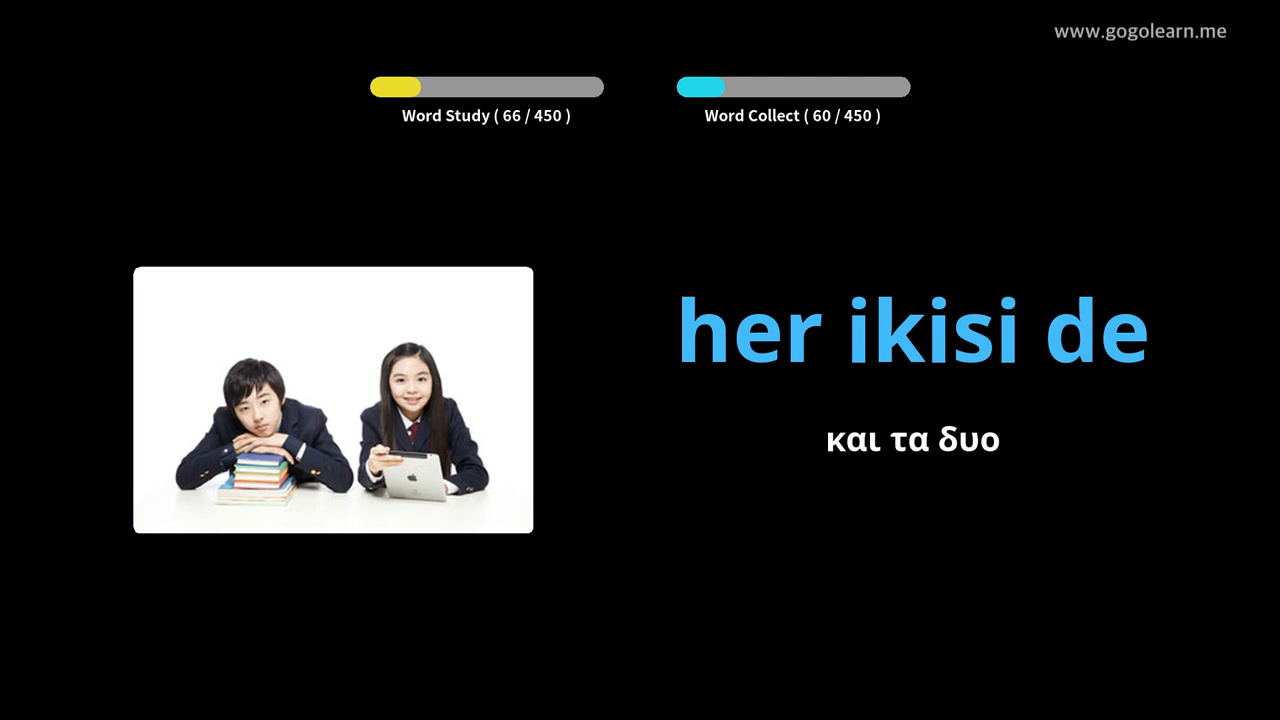 www.gogolearn.me
Word Study ( 66 / 450 )
Word Collect ( 60 / 450 )
her ikisi de
και τα δυο